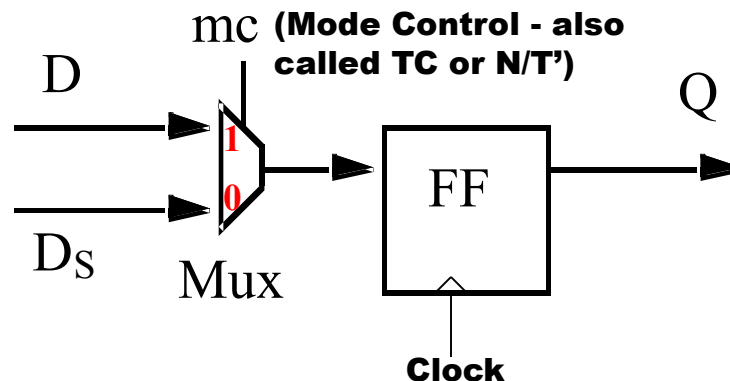 mc (Mode Control - also
called TC or N/T’)
D
Q
1
FF
0
DS
Mux
Clock